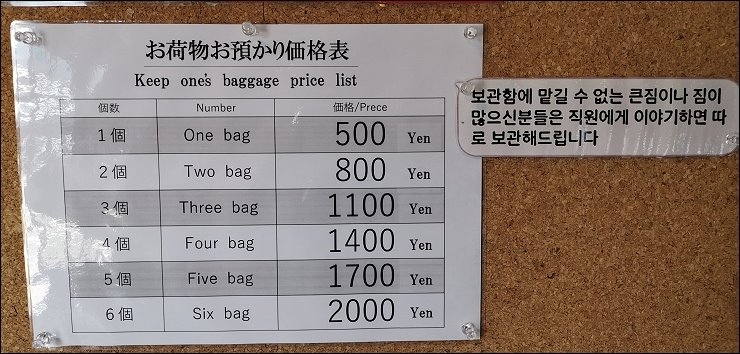 お荷物お預かり価格表
Keep one's baggage price list
個数 Number 価格/Prece
1個 One bag 500 Yen
2個 Two bag 800 Yen
3個 Three bag 1100 Yen
4個 Four bag 1400 Yen
5個 Five bag 1700 Yen
6個 Six bag 2000 Yen
보관함에 맡길 수 없는 큰짐이나 짐이
많으신분들은 직원에게 이야기하면 따
로 보관해드립니다